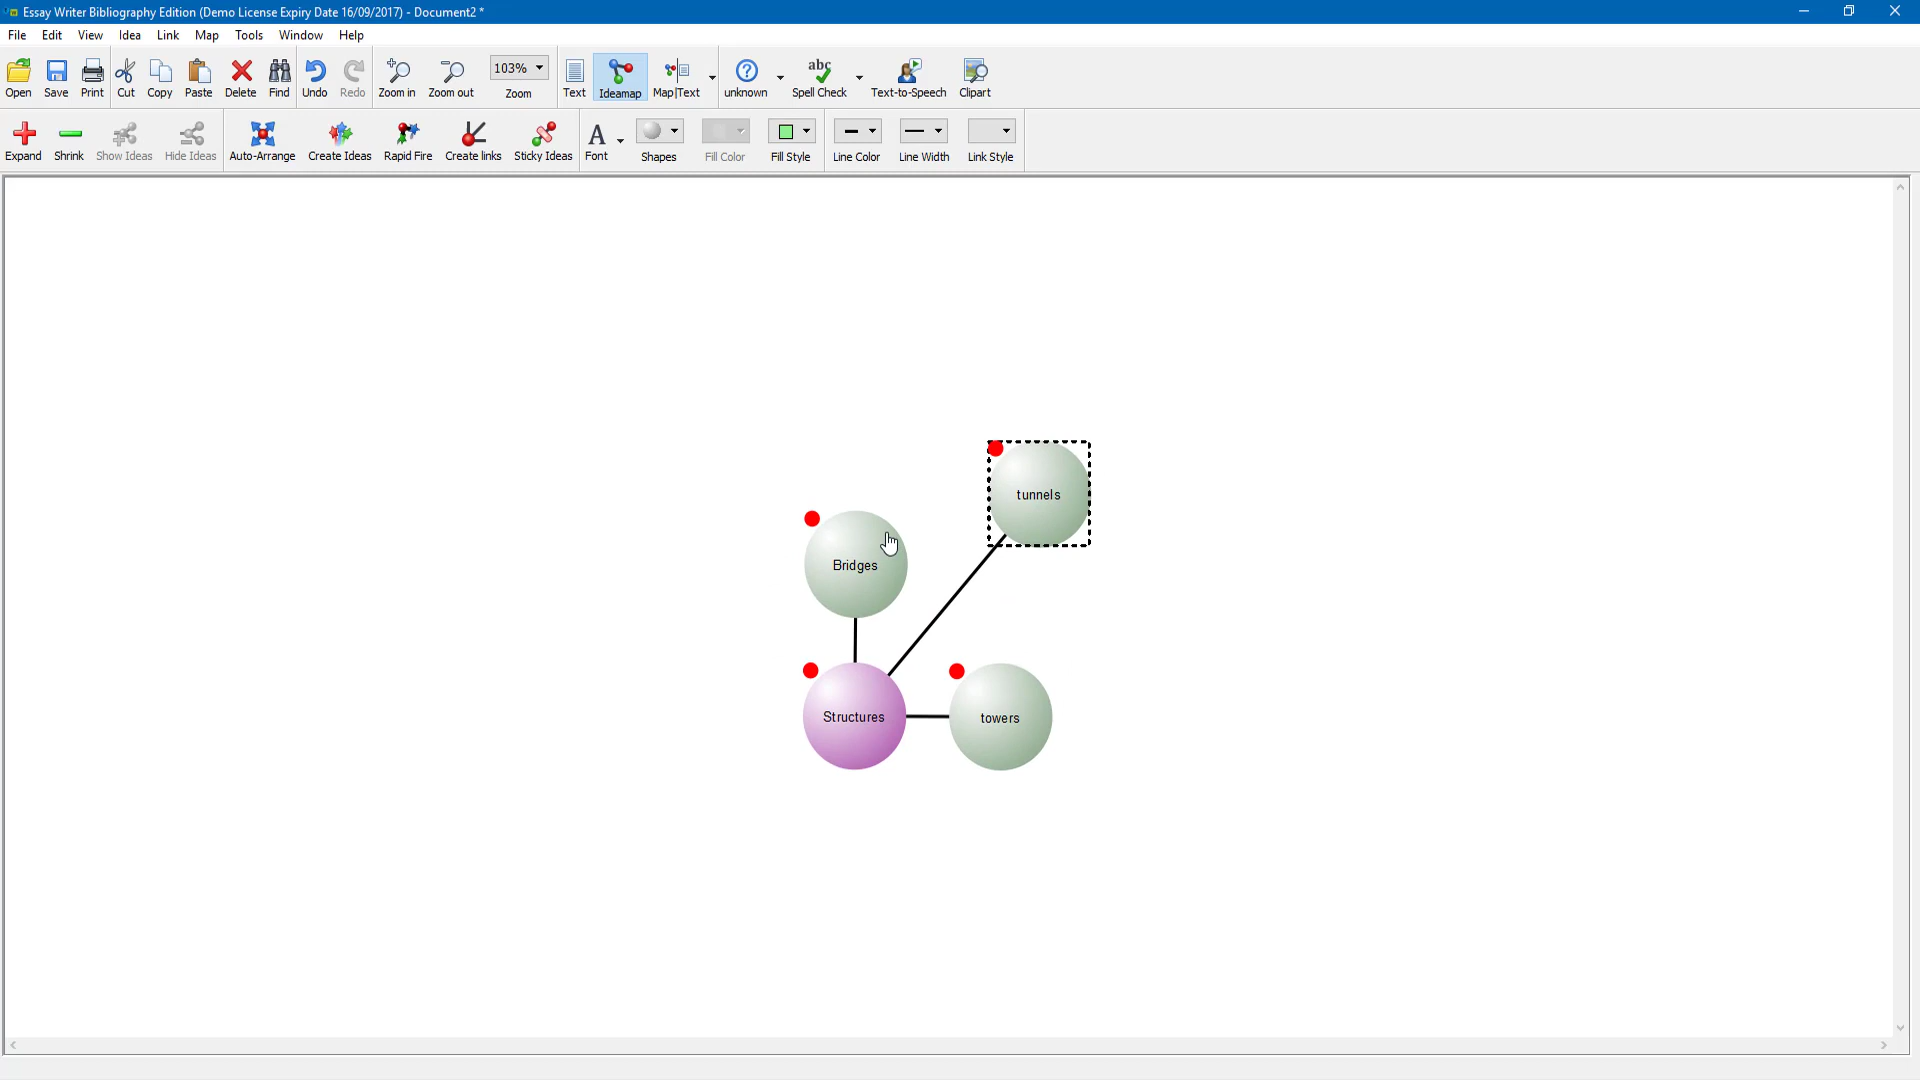 Essay Writer Bibliography Edition (Demo License Expiry Date 16/09/2017) - Document2 *
File Edit View Idea Link Map Tools Window Help
103%
abc
Open Save Print Cut Copy Paste Delete Find Undo Redo Zoom in Zoom out Zoom Text Ideamap Map|Text unknown Spell Check Text-to-Speech Clipart
A
Expand Shrink Show Ideas Hide Ideas Auto-Arrange Create Ideas Rapid Fire Create links Sticky Ideas Font Shapes Fill Color Fill Style Line Color Line Width Link Style
tunnels
Bridges
Structures towers